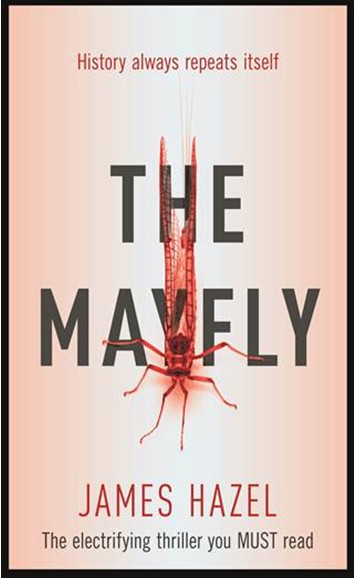 History always repeats itself
THE
MAYFLY
JAMES HAZEL
The electrifying thriller you MUST read